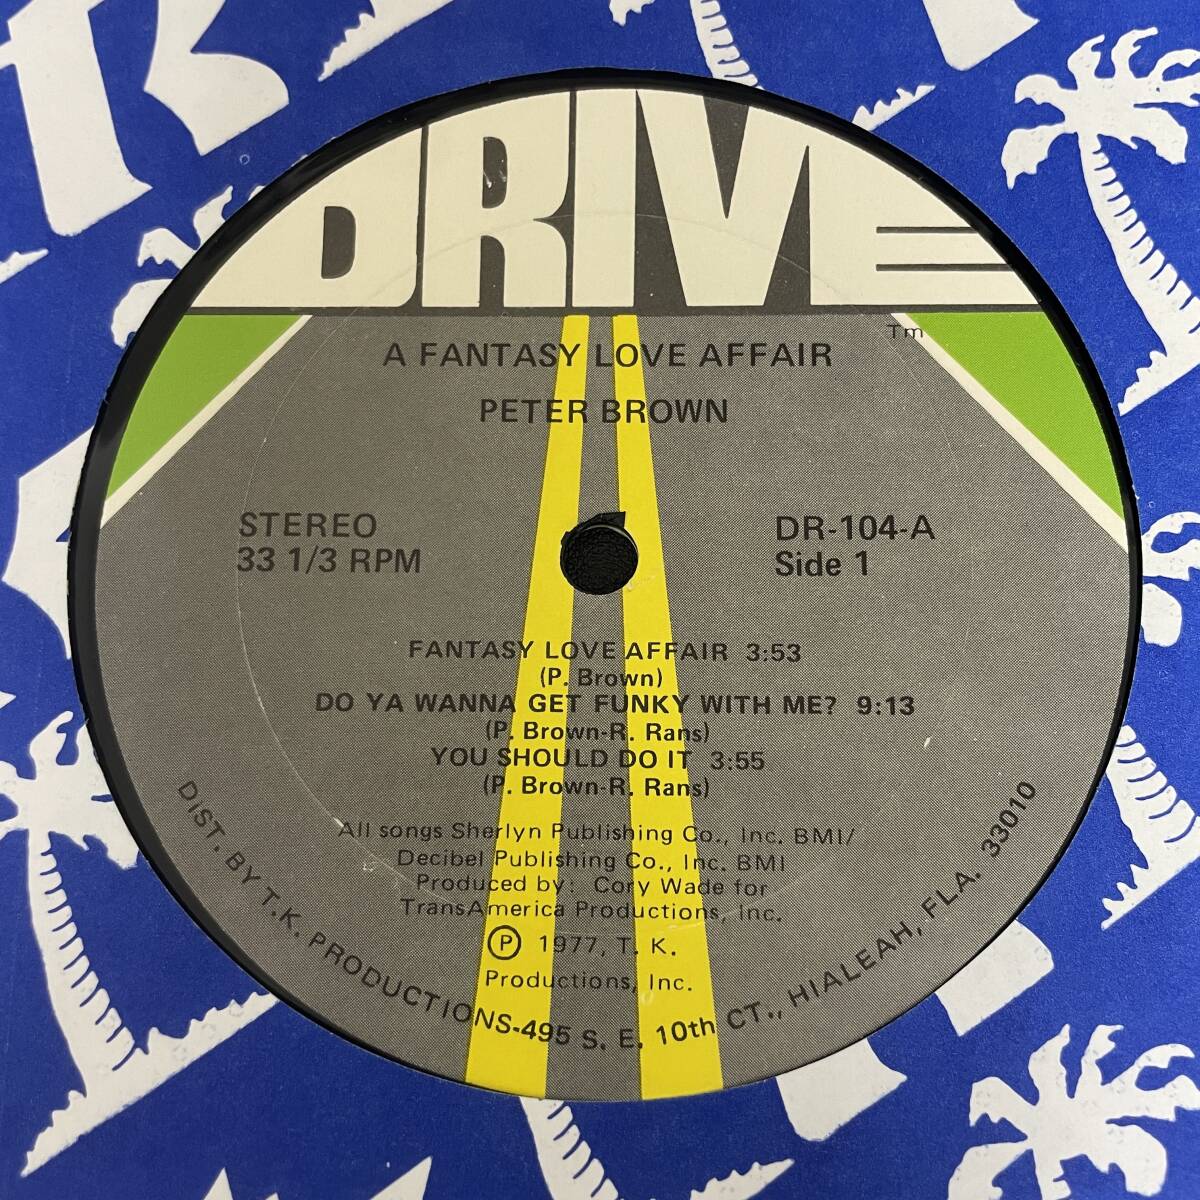 DRIVE
Tm
A FANTASY LOVE AFFAIR
PETER BROWN
STEREO
33 1/3 RPM
DR-104-A
Side 1
FANTASY LOVE AFFAIR 3:53
(P. Brown)
DO YA WANNA GET FUNKY WITH ME? 9:13
(P. Brown-R. Rans)
YOU SHOULD DO IT 3:55
(P. Brown-R. Rans)
All songs Sherlyn Publishing Co., Inc. BMI/
Decibel Publishing Co., Inc. BMI
Produced by: Cory Wade for
TransAmerica Productions, Inc.
Ⓟ 1977, T. K.
Productions, Inc.
DIST. BY T.K. PRODUCTIONS-495 S. E. 10th CT., HIALEAH, FLA. 33010